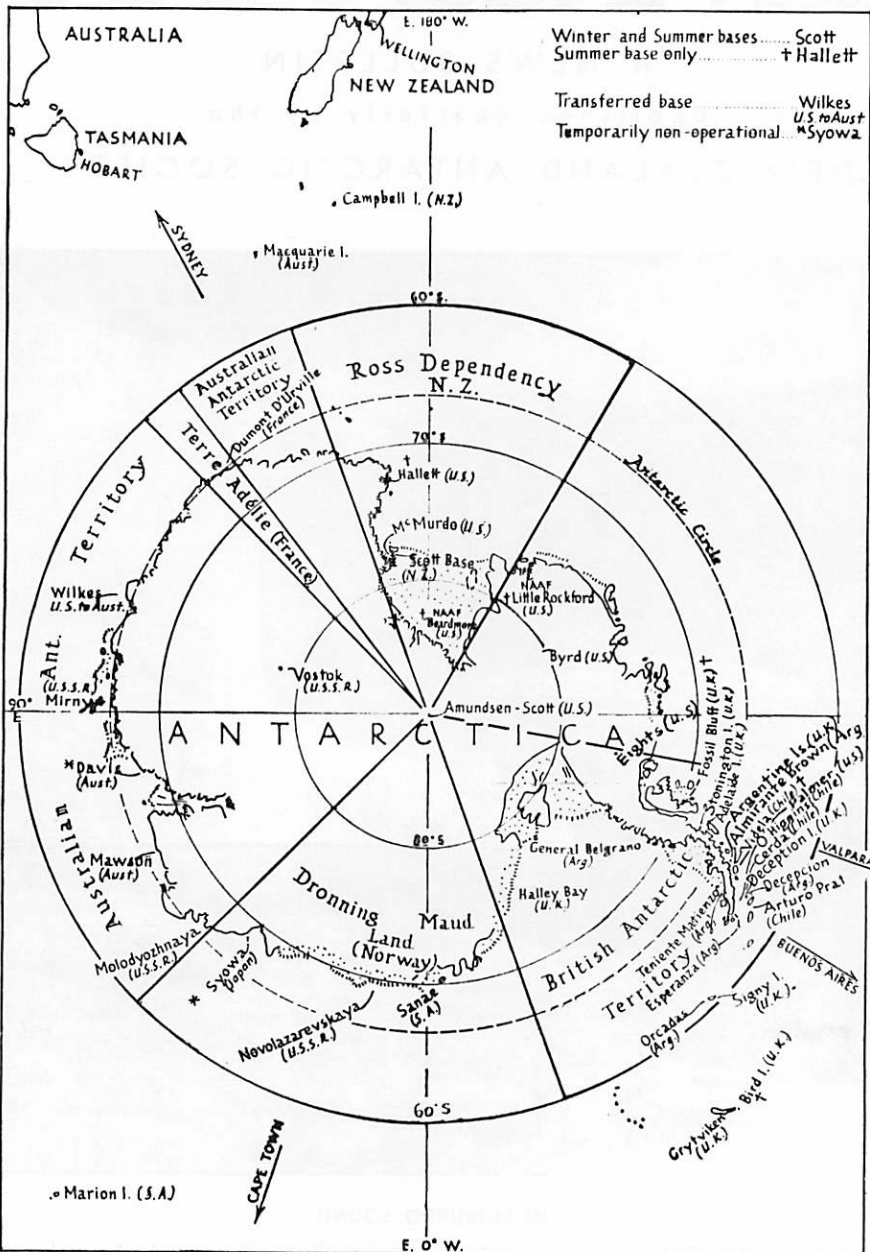 E. 180° W.
AUSTRALIA
WELLINGTON
NEW ZEALAND
TASMANIA
HOBART
Winter and Summer bases ..... Scott
Summer base only ..... †Hallett
Transferred base ..... Wilkes
U.S. to Aust
Temporarily non-operational ... *Syowa
Campbell I. (N.Z.)
SYDNEY
Macquarie I.
(Aust)
60°S.
Australian
Antarctic
Territory
Dumont D'Urville
(France)
Ross Dependency
N.Z.
70°S
Terre
Adélie (France)
Antarctic Circle
Hallett (U.S.)
McMurdo (U.S.)
Scott Base
(N.Z.)
NAAF
Beardmore
(U.S)
NAAF
Little Rockford
(U.S.)
Byrd (U.S)
Territory
Wilkes
U.S. to Aust.
Ant.
Vostok
(U.S.S.R.)
(U.S.S.R.)
Mirny
90°
E
Amundsen-Scott (U.S.)
ANTARCTICA
Eights (U.S)
Fossil Bluff (U.K.) †
Stonington I. (U.K.)
Adelaide I. (U.K)
Argentine Is. (U.K
Almirante Brown (Arg
Videla (Chile) †
Palmer (U.S)
O'Higgins (Chile)
Cerda (Chile)
Deception I. (U.K.)
Decepcion
(Arg)
Arturo Prat
(Chile)
VALPARA
*Davis
(Aust.)
Mawson
(Aust)
Australian
80°S
General Belgrano
(Arg)
Halley Bay
(U.K.)
Dronning
Maud
Land
(Norway)
British Antarctic
Territory
Teniente Matienzo
(Arg.)
Esperanza (Arg)
BUENOS AIRES
Molodyozhnaya
(U.S.S.R.)
Syowa
(Japan)
*
Sanae
(S.A)
Novolazarevskaya
(U.S.S.R.)
Signy I.
(U.K.)
Orcadas
(Arg.)
Bird I. (U.K.)
†
Grytviken
(U.K.)
60°S
CAPE TOWN
Marion I. (S.A)
E. 0° W.